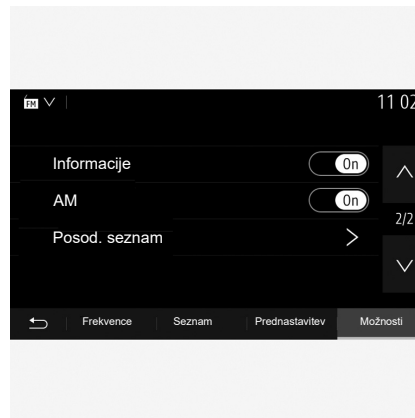 FM 11 02
Informacije On
AM On
2/2
Posod. seznam
Frekvence Seznam Prednastavitev Možnosti